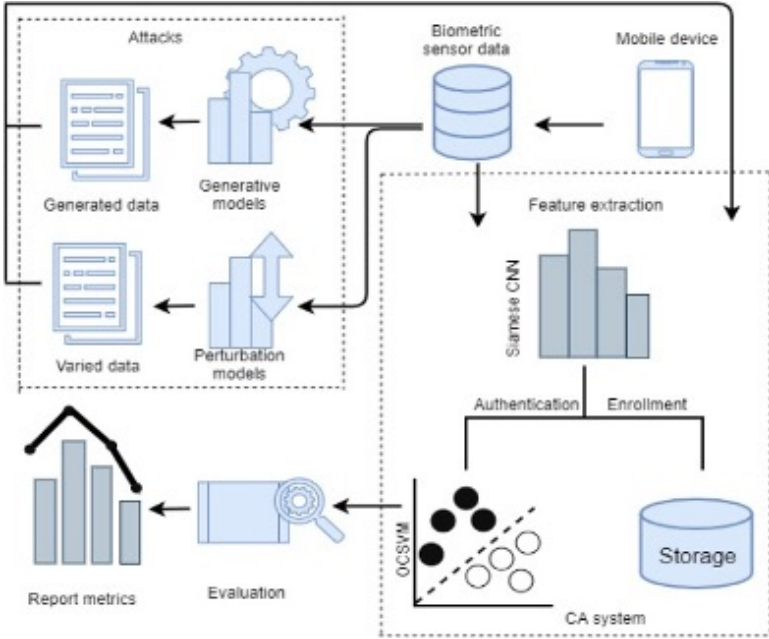 Attacks
Biometric
sensor data
Mobile device
Generated data
Generative
models
Feature extraction
Siamese CNN
Varied data
Perturbation
models
Authentication
Enrollment
OCSVM
Storage
Report metrics
Evaluation
CA system